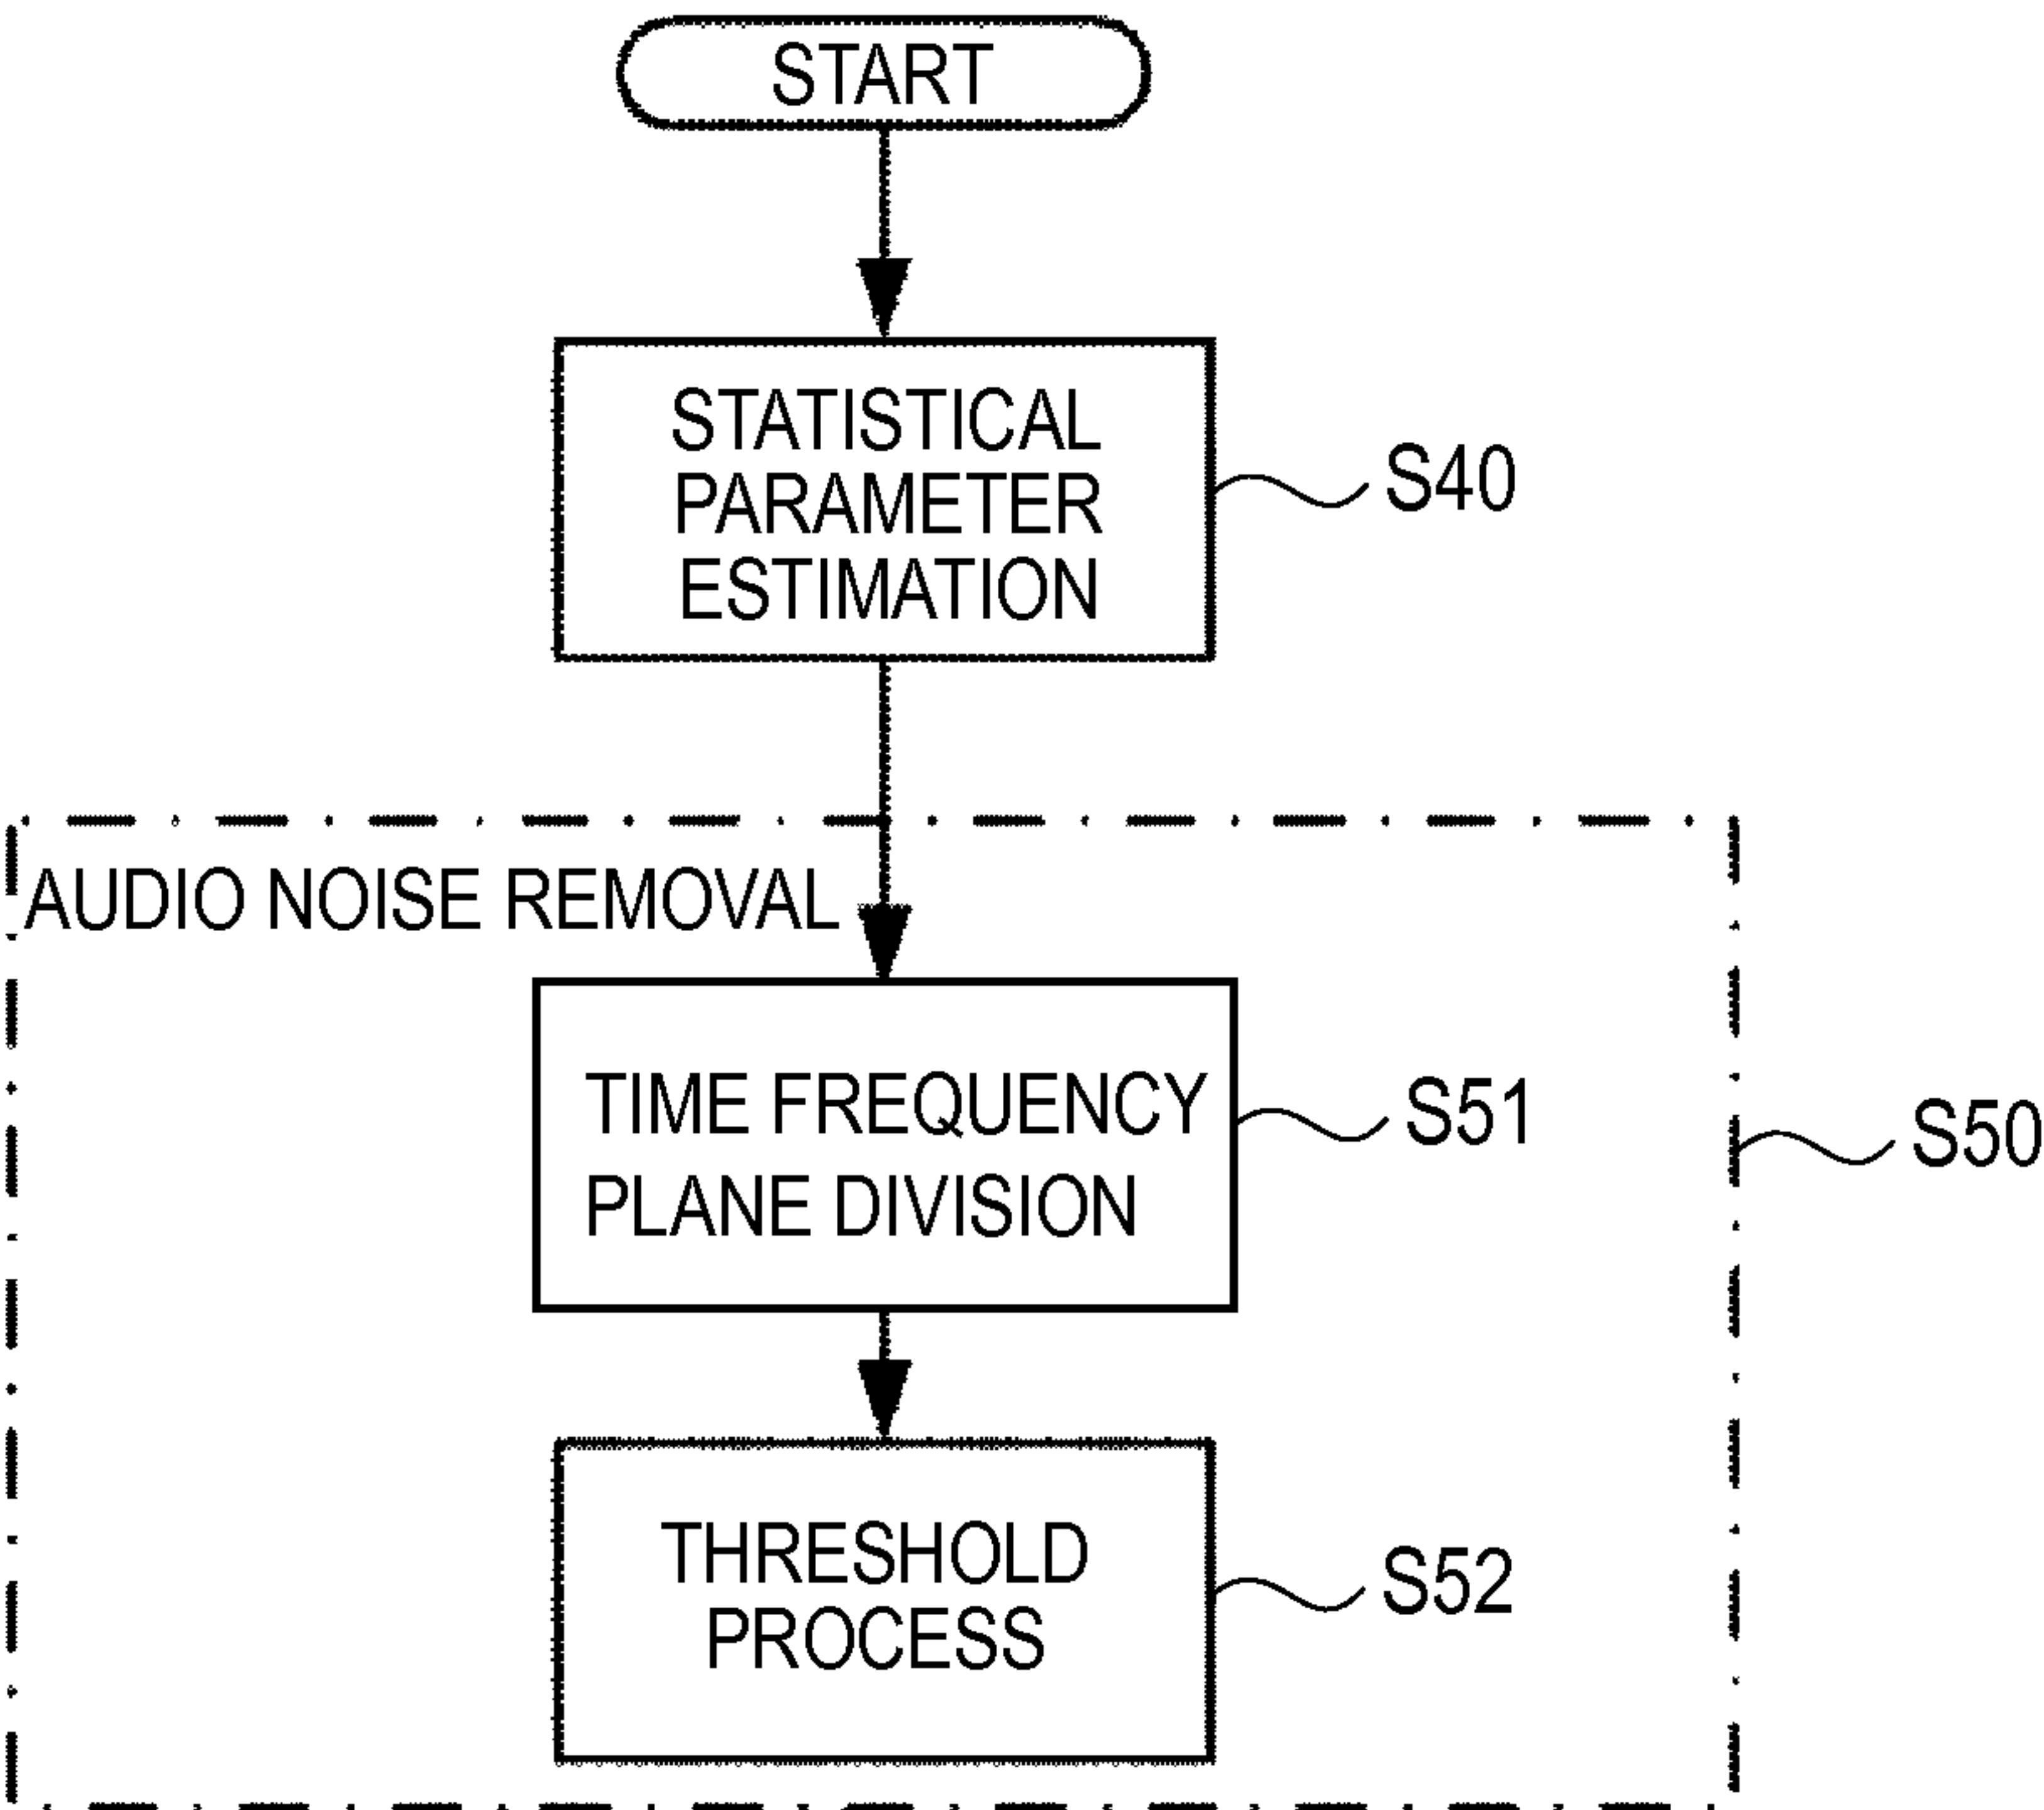 START
STATISTICAL
PARAMETER
ESTIMATION
S40
AUDIO NOISE REMOVAL
TIME FREQUENCY
PLANE DIVISION
S51
S50
THRESHOLD
PROCESS
S52